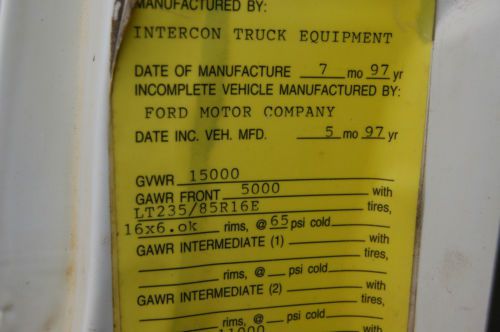 MANUFACTURED BY:
INTERCON TRUCK EQUIPMENT
DATE OF MANUFACTURE 7 mo 97 yr
INCOMPLETE VEHICLE MANUFACTURED BY:
FORD MOTOR COMPANY
DATE INC. VEH. MFD. 5 mo 97 yr
GVWR 15000
GAWR FRONT 5000 with
LT235/85R16E tires,
16x6.0k rims, @ 65 psi cold
GAWR INTERMEDIATE (1) with
tires,
rims, @ psi cold
GAWR INTERMEDIATE (2) with
tires,
rims, @ psi cold
11000 with